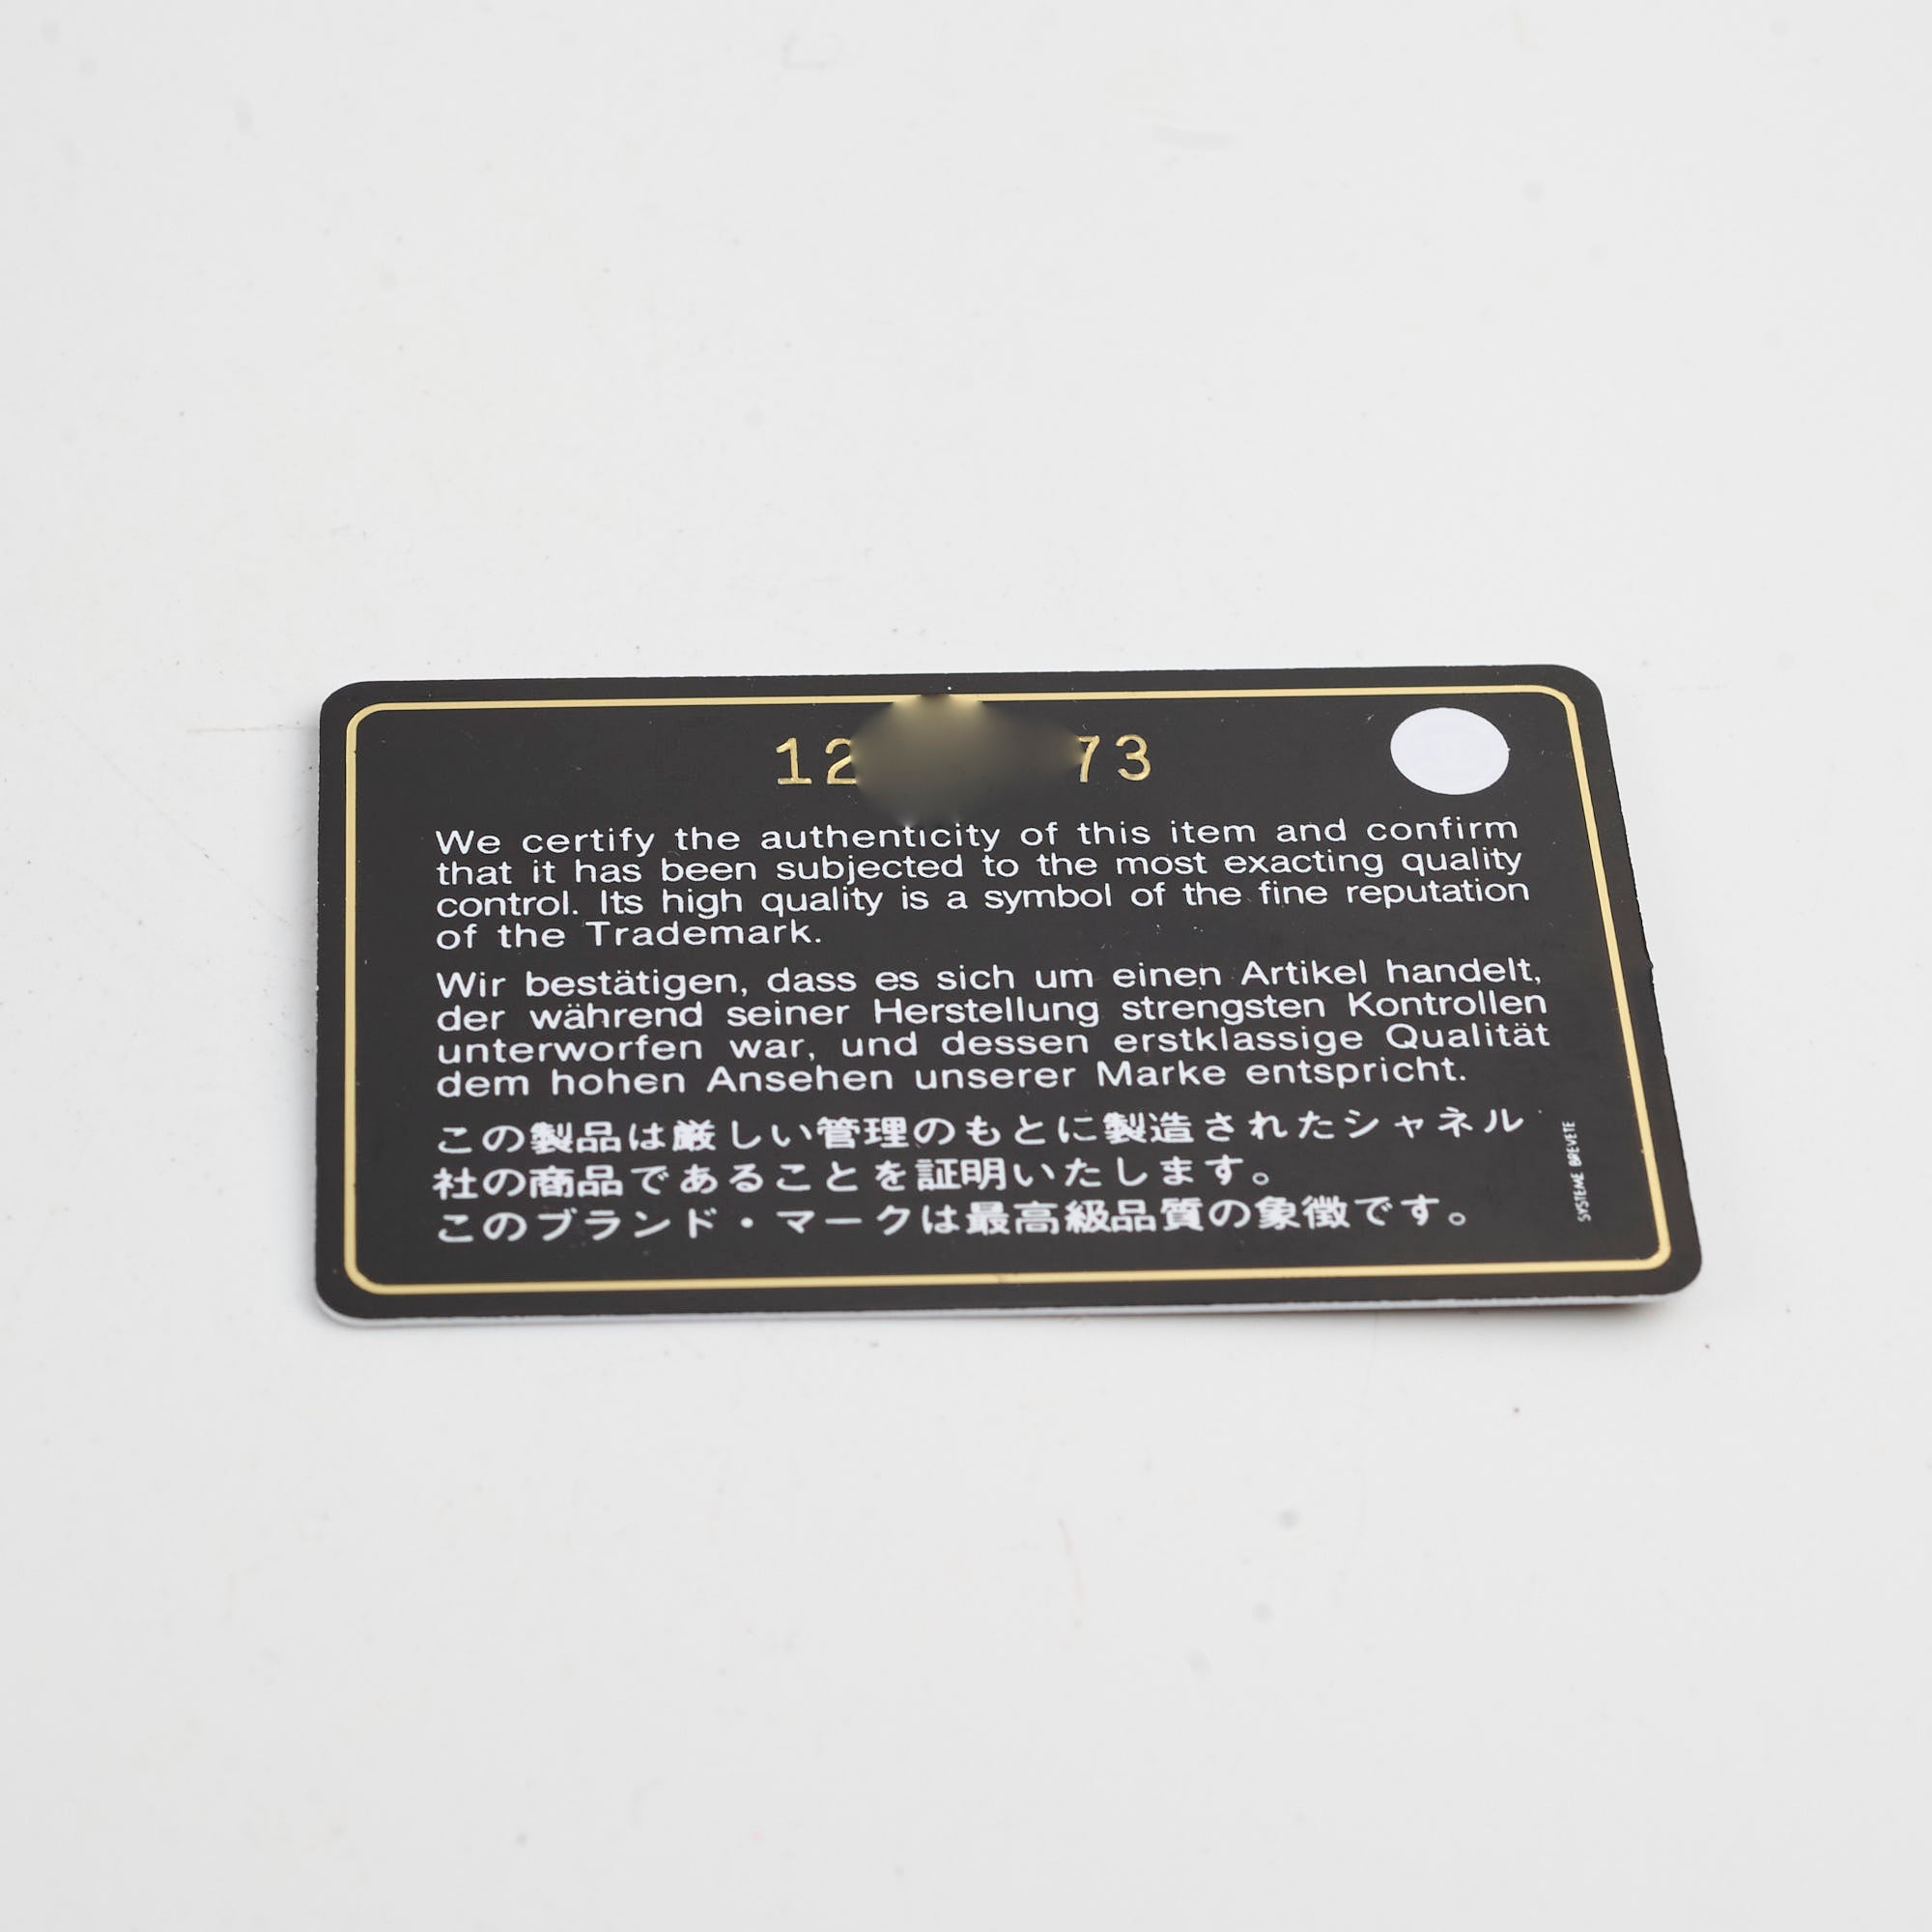 12 73
We certify the authenticity of this item and confirm
that it has been subjected to the most exacting quality
control. Its high quality is a symbol of the fine reputation
of the Trademark.
Wir bestätigen, dass es sich um einen Artikel handelt,
der während seiner Herstellung strengsten Kontrollen
unterworfen war, und dessen erstklassige Qualität
dem hohen Ansehen unserer Marke entspricht.
この製品は厳しい管理のもとに製造されたシャネル
社の商品であることを証明いたします。
このブランド・マークは最高級品質の象徴です。
SYSTEME BREVETE